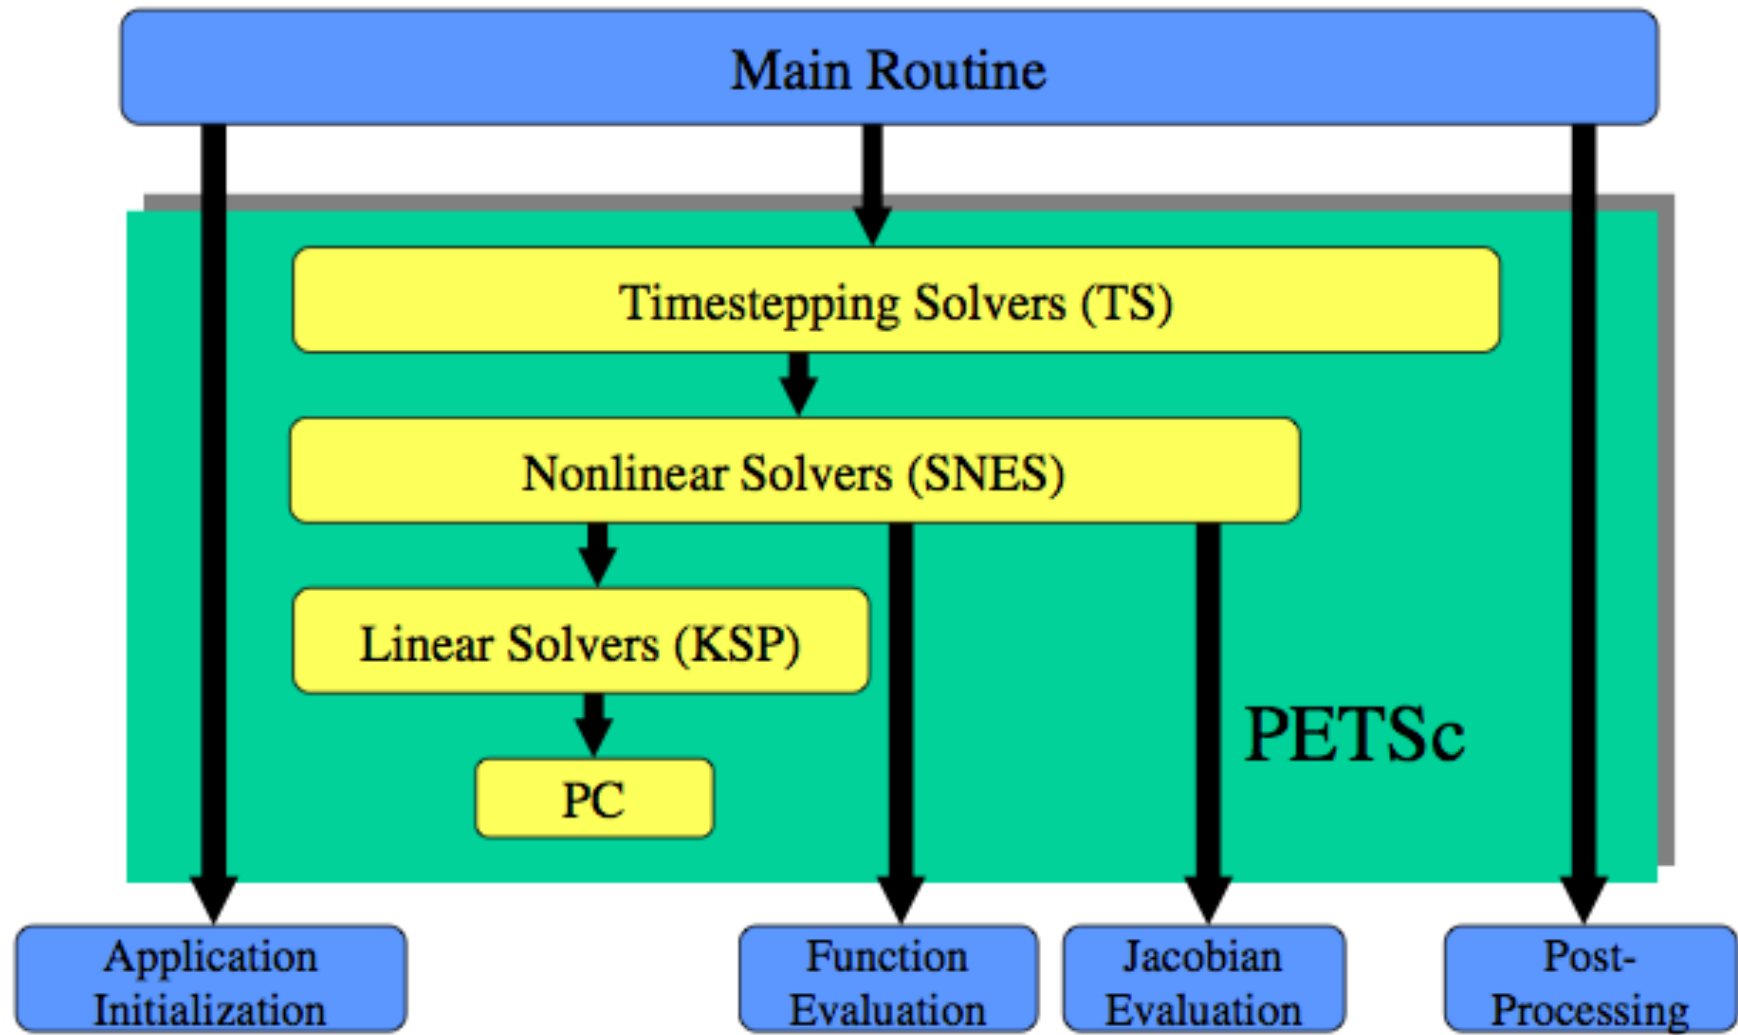 Main Routine
Timestepping Solvers (TS)
Nonlinear Solvers (SNES)
Linear Solvers (KSP)
PETSc
PC
Application
Initialization
Function
Evaluation
Jacobian
Evaluation
Post-
Processing